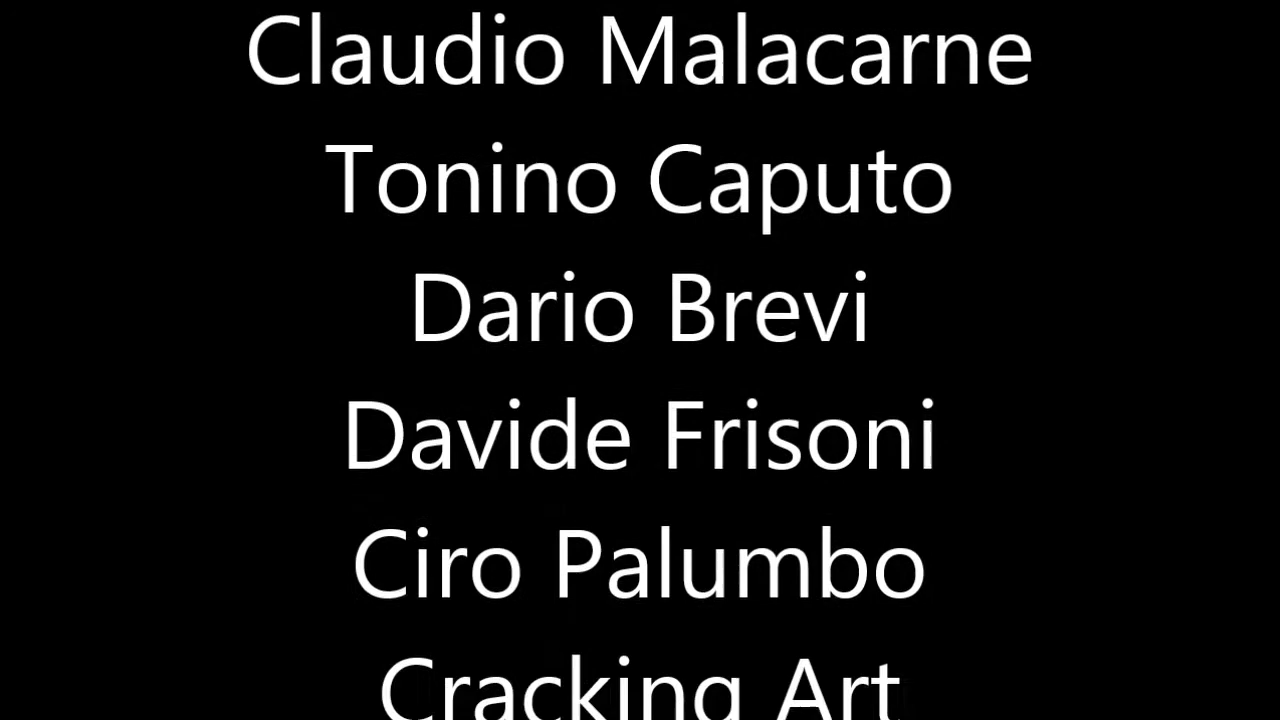 Claudio Malacarne
Tonino Caputo
Dario Brevi
Davide Frisoni
Ciro Palumbo
Cracking Art